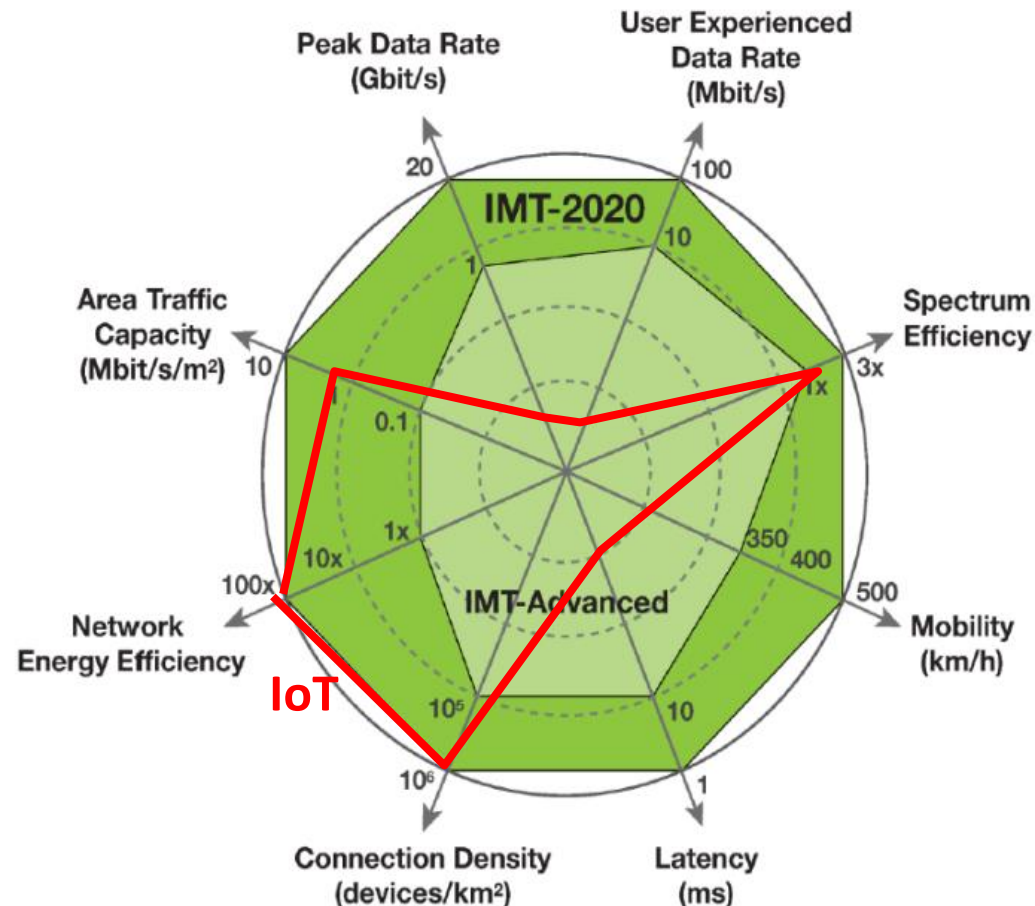 Peak Data Rate
(Gbit/s)
User Experienced
Data Rate
(Mbit/s)
20
100
IMT-2020
1
10
Area Traffic
Capacity
(Mbit/s/m²)
10
1
0.1
Spectrum
Efficiency
3x
1x
1x
10x
100x
350
400
500
Network
Energy Efficiency
IMT-Advanced
Mobility
(km/h)
IoT
10⁵
10
10⁶
1
Connection Density
(devices/km²)
Latency
(ms)